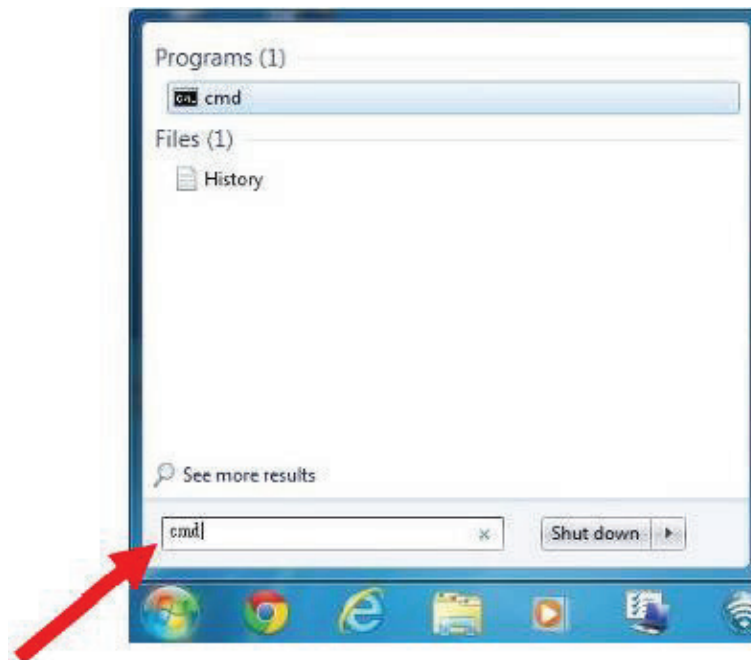 Programs (1)
cmd
Files (1)
History
See more results
cmd
Shut down